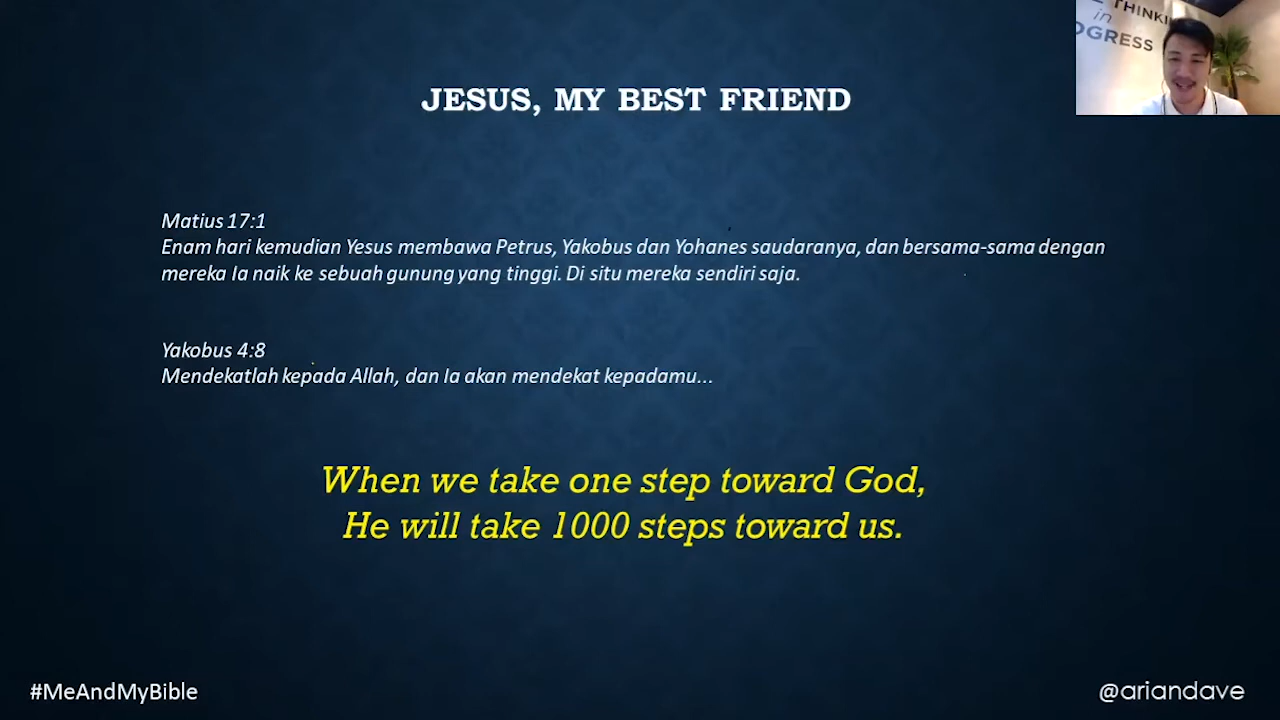 THINKI
in
OGRESS
JESUS, MY BEST FRIEND
Matius 17:1
Enam hari kemudian Yesus membawa Petrus, Yakobus dan Yohanes saudaranya, dan bersama-sama dengan
mereka Ia naik ke sebuah gunung yang tinggi. Di situ mereka sendiri saja.
Yakobus 4:8
Mendekatlah kepada Allah, dan Ia akan mendekat kepadamu...
When we take one step toward God,
He will take 1000 steps toward us.
#MeAndMyBible
@ariandave